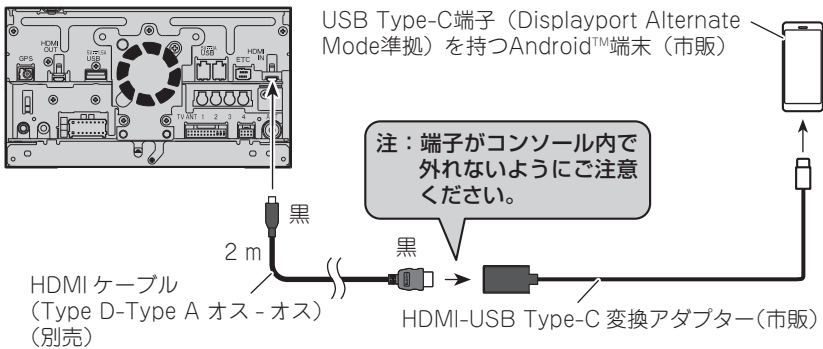 USB Type-C端子（Displayport Alternate
Mode準拠）を持つAndroid™端末（市販）
HDMI
OUT
GPS
5V⎓1.5A
USB
USB
ETC
HDMI
IN
TV ANT 1 2 3 4
注：端子がコンソール内で
外れないようにご注意
ください。
黒
2 m
黒
HDMI ケーブル
（Type D-Type A オス - オス）
（別売）
HDMI-USB Type-C 変換アダプター（市販）